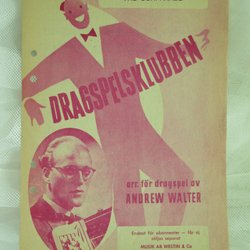 DRAGSPELSKLUBBEN
arr. för dragspel av
ANDREW WALTER
Endast för abonnenter – får ej
säljas separat
MUSIK AB WESTIN & Co